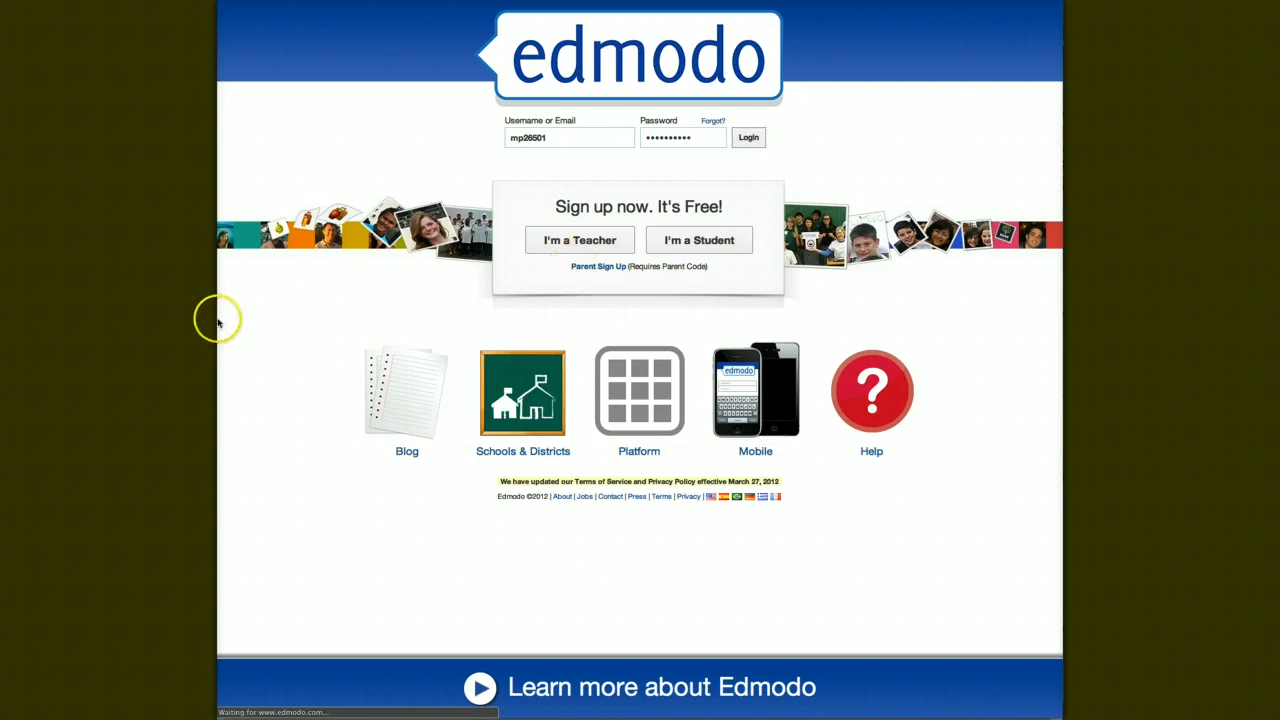 edmodo
Username or Email Password Forgot?
mp26501 •••••••••• Login
Sign up now. It's Free!
I'm a Teacher I'm a Student
Parent Sign Up (Requires Parent Code)
edmodo
Blog Schools & Districts Platform Mobile Help
We have updated our Terms of Service and Privacy Policy effective March 27, 2012
Edmodo ©2012 | About | Jobs | Contact | Press | Terms | Privacy |
Learn more about Edmodo
Waiting for www.edmodo.com...